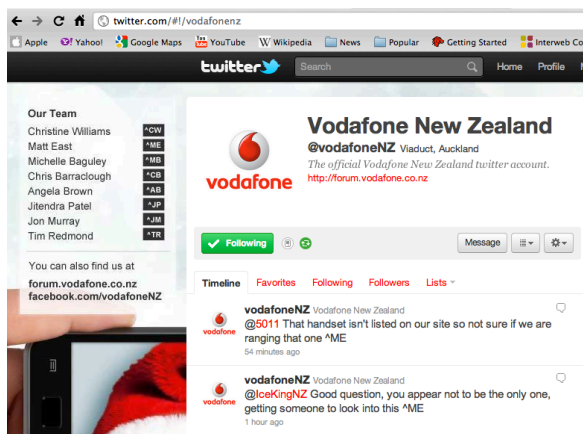 twitter.com/#!/vodafonenz
Apple Yahoo! Google Maps YouTube Wikipedia News Popular Getting Started Interweb Co
twitter Search Home Profile
Our Team
Christine Williams ^CW
Matt East ^ME
Michelle Baguley ^MB
Chris Barraclough ^CB
Angela Brown ^AB
Jitendra Patel ^JP
Jon Murray ^JM
Tim Redmond ^TR
You can also find us at
forum.vodafone.co.nz
facebook.com/vodafoneNZ
vodafone
Vodafone New Zealand
@vodafoneNZ Viaduct, Auckland
The official Vodafone New Zealand twitter account.
http://forum.vodafone.co.nz
Following Message
Timeline Favorites Following Followers Lists
vodafone
vodafoneNZ Vodafone New Zealand
@5011 That handset isn't listed on our site so not sure if we are
ranging that one ^ME
54 minutes ago
vodafone
vodafoneNZ Vodafone New Zealand
@IceKingNZ Good question, you appear not to be the only one,
getting someone to look into this ^ME
1 hour ago